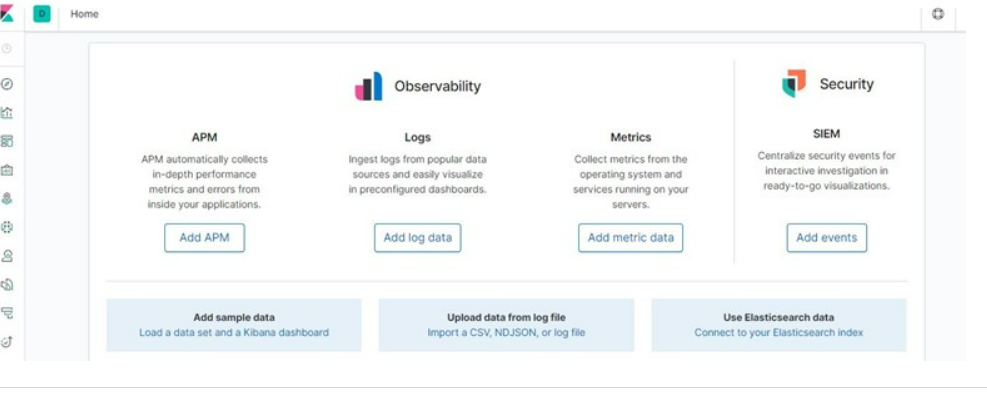 D Home
Observability
Security
APM
APM automatically collects
in-depth performance
metrics and errors from
inside your applications.
Add APM
Logs
Ingest logs from popular data
sources and easily visualize
in preconfigured dashboards.
Add log data
Metrics
Collect metrics from the
operating system and
services running on your
servers.
Add metric data
SIEM
Centralize security events for
interactive investigation in
ready-to-go visualizations.
Add events
Add sample data
Load a data set and a Kibana dashboard
Upload data from log file
Import a CSV, NDJSON, or log file
Use Elasticsearch data
Connect to your Elasticsearch index